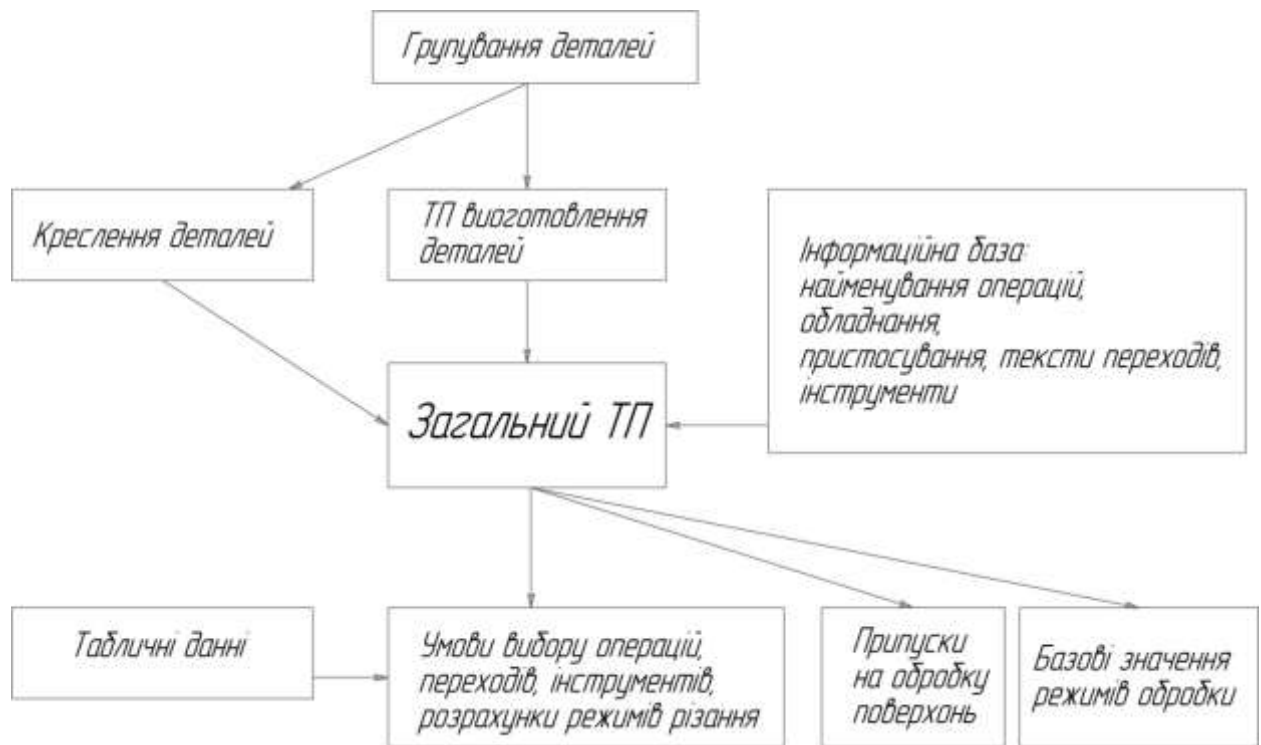 Групування деталей
Креслення деталей
ТП виоготовлення
деталей
Інформаційна база:
найменування операцій,
обладнання,
пристосування, тексти переходів,
інструменти
Загальний ТП
Табличні данні
Умови вибору операцій,
переходів, інструментів,
розрахунки режимів різання
Припуски
на обробку
поверхонь
Базові значення
режимів обробки